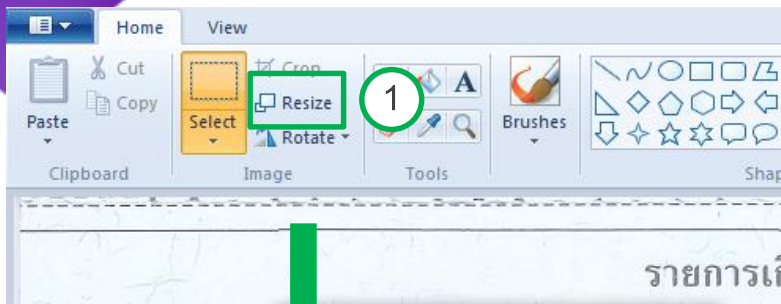 Home View
Cut
Copy
Paste
Clipboard
Select
Crop
Resize
Rotate
Image
1
A
Tools
Brushes
Shap
รายการเ